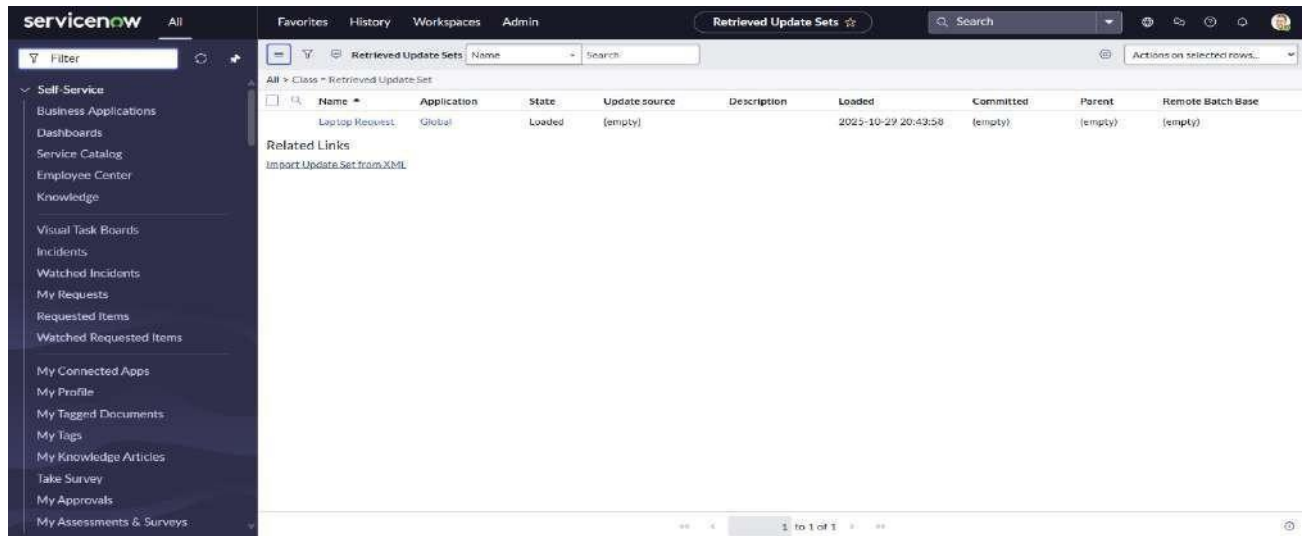 servicenow All Favorites History Workspaces Admin Retrieved Update Sets Search
Filter
Retrieved Update Sets Name Search Actions on selected rows...
All > Class = Retrieved Update Set
Name Application State Update source Description Loaded Committed Parent Remote Batch Base
Laptop Request Global Loaded (empty) 2025-10-29 20:43:58 (empty) (empty) (empty)
Related Links
Import Update Set from XML
Self-Service
Business Applications
Dashboards
Service Catalog
Employee Center
Knowledge
Visual Task Boards
Incidents
Watched Incidents
My Requests
Requested Items
Watched Requested Items
My Connected Apps
My Profile
My Tagged Documents
My Tags
My Knowledge Articles
Take Survey
My Approvals
My Assessments & Surveys
1 to 1 of 1